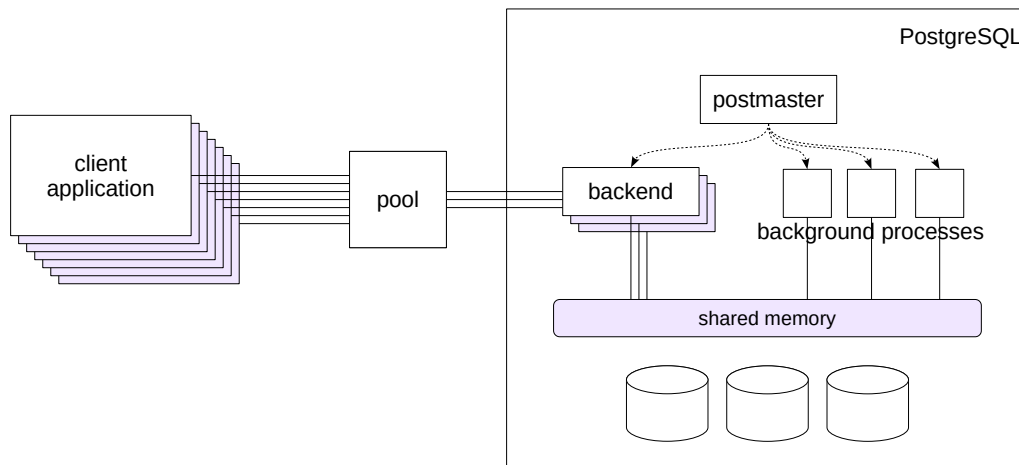 PostgreSQL
postmaster
client
application
pool
backend
background processes
shared memory